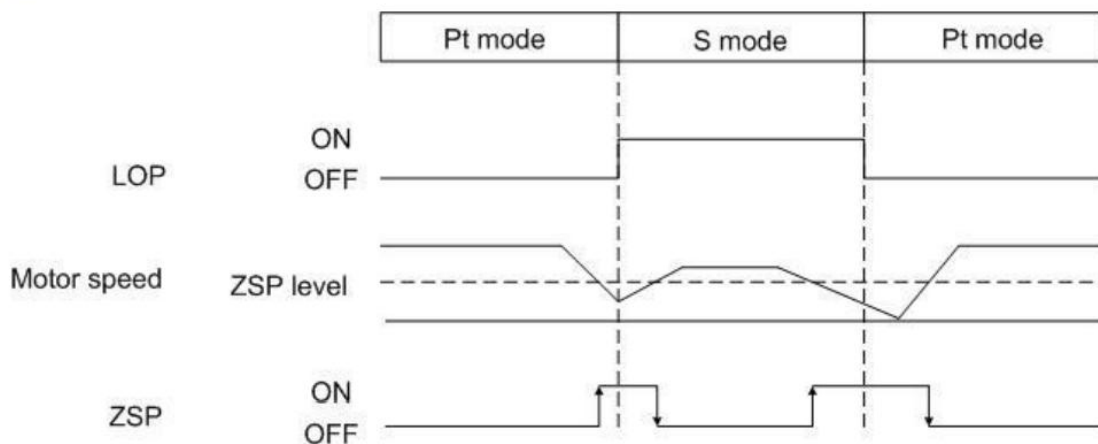 Pt mode S mode Pt mode
ON
LOP OFF
Motor speed ZSP level
ON
ZSP OFF